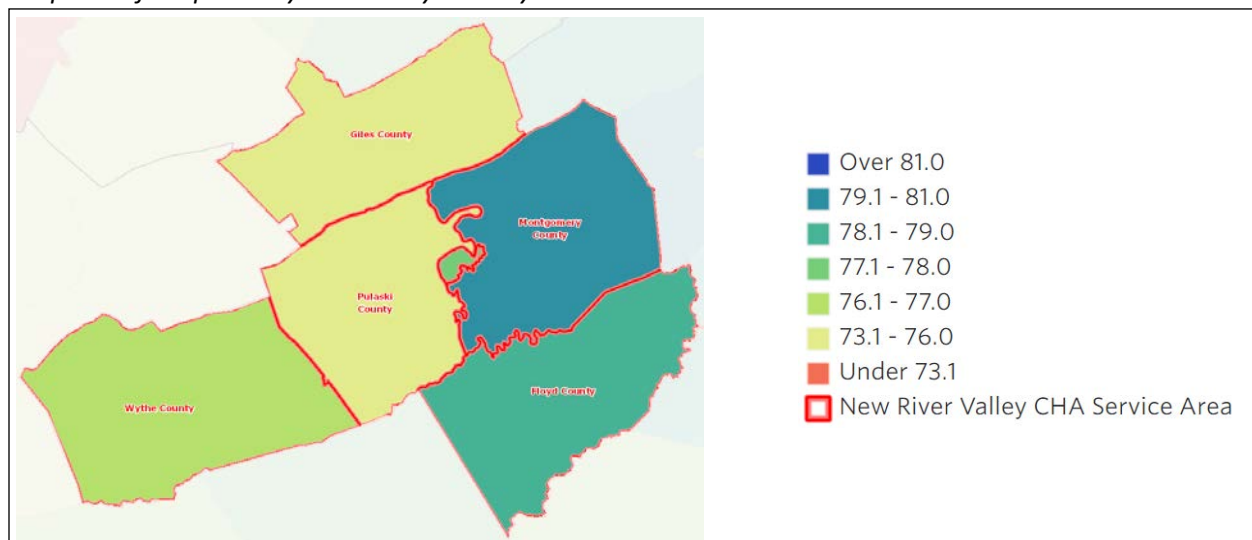 Giles County
Montgomery
County
Pulaski
County
Wythe County
Floyd County
Over 81.0
79.1 - 81.0
78.1 - 79.0
77.1 - 78.0
76.1 - 77.0
73.1 - 76.0
Under 73.1
New River Valley CHA Service Area